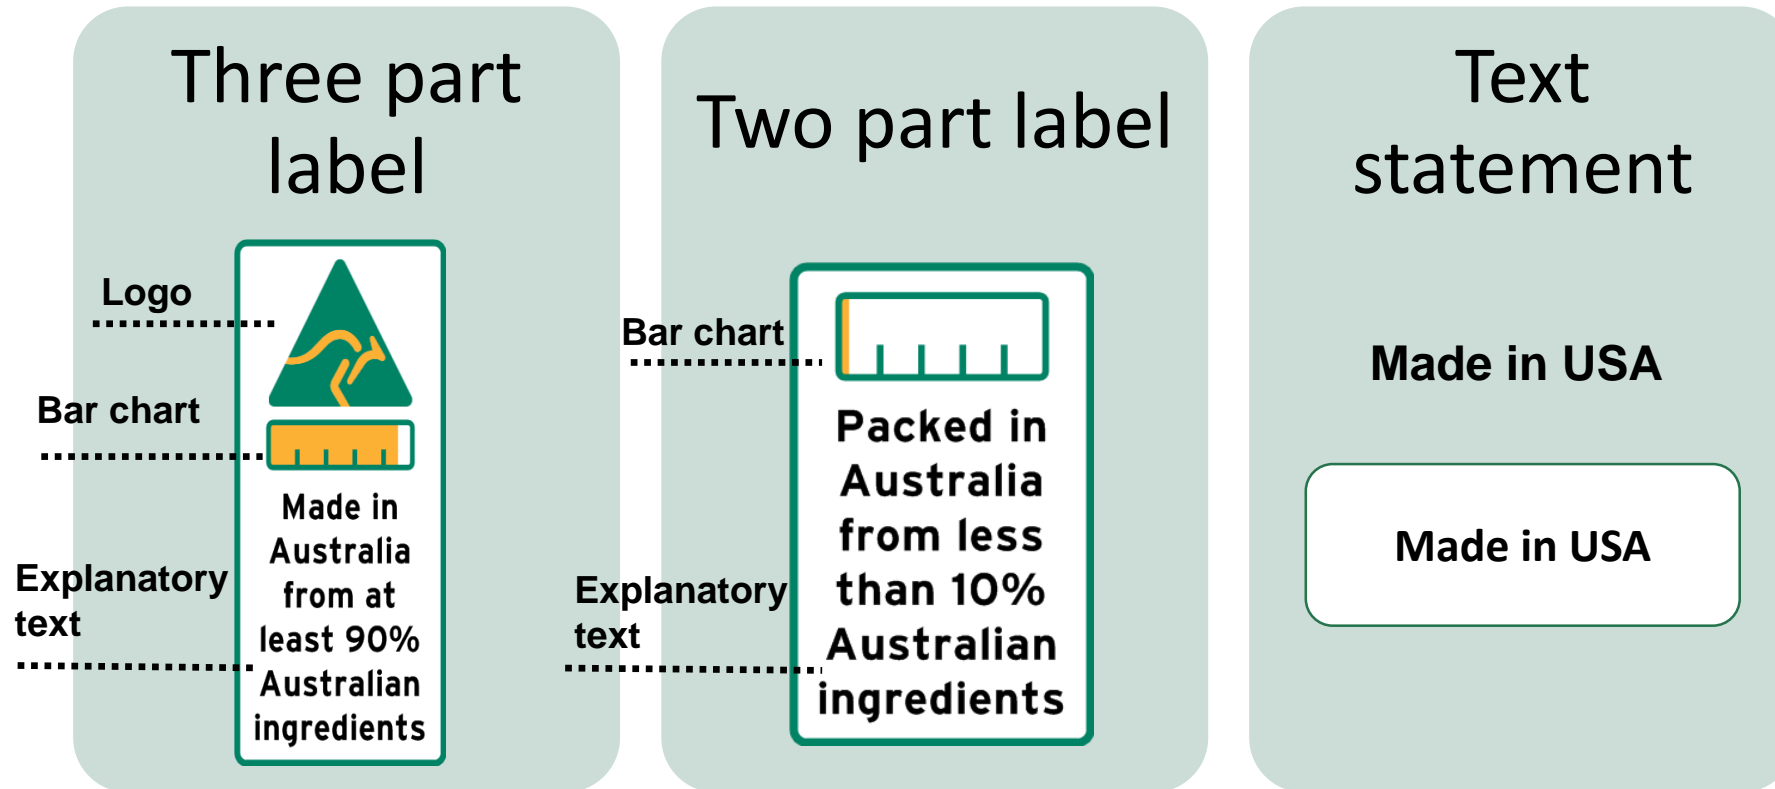 Three part
label
Logo
Bar chart
Explanatory
text
Made in
Australia
from at
least 90%
Australian
ingredients
Two part label
Bar chart
Explanatory
text
Packed in
Australia
from less
than 10%
Australian
ingredients
Text
statement
Made in USA
Made in USA